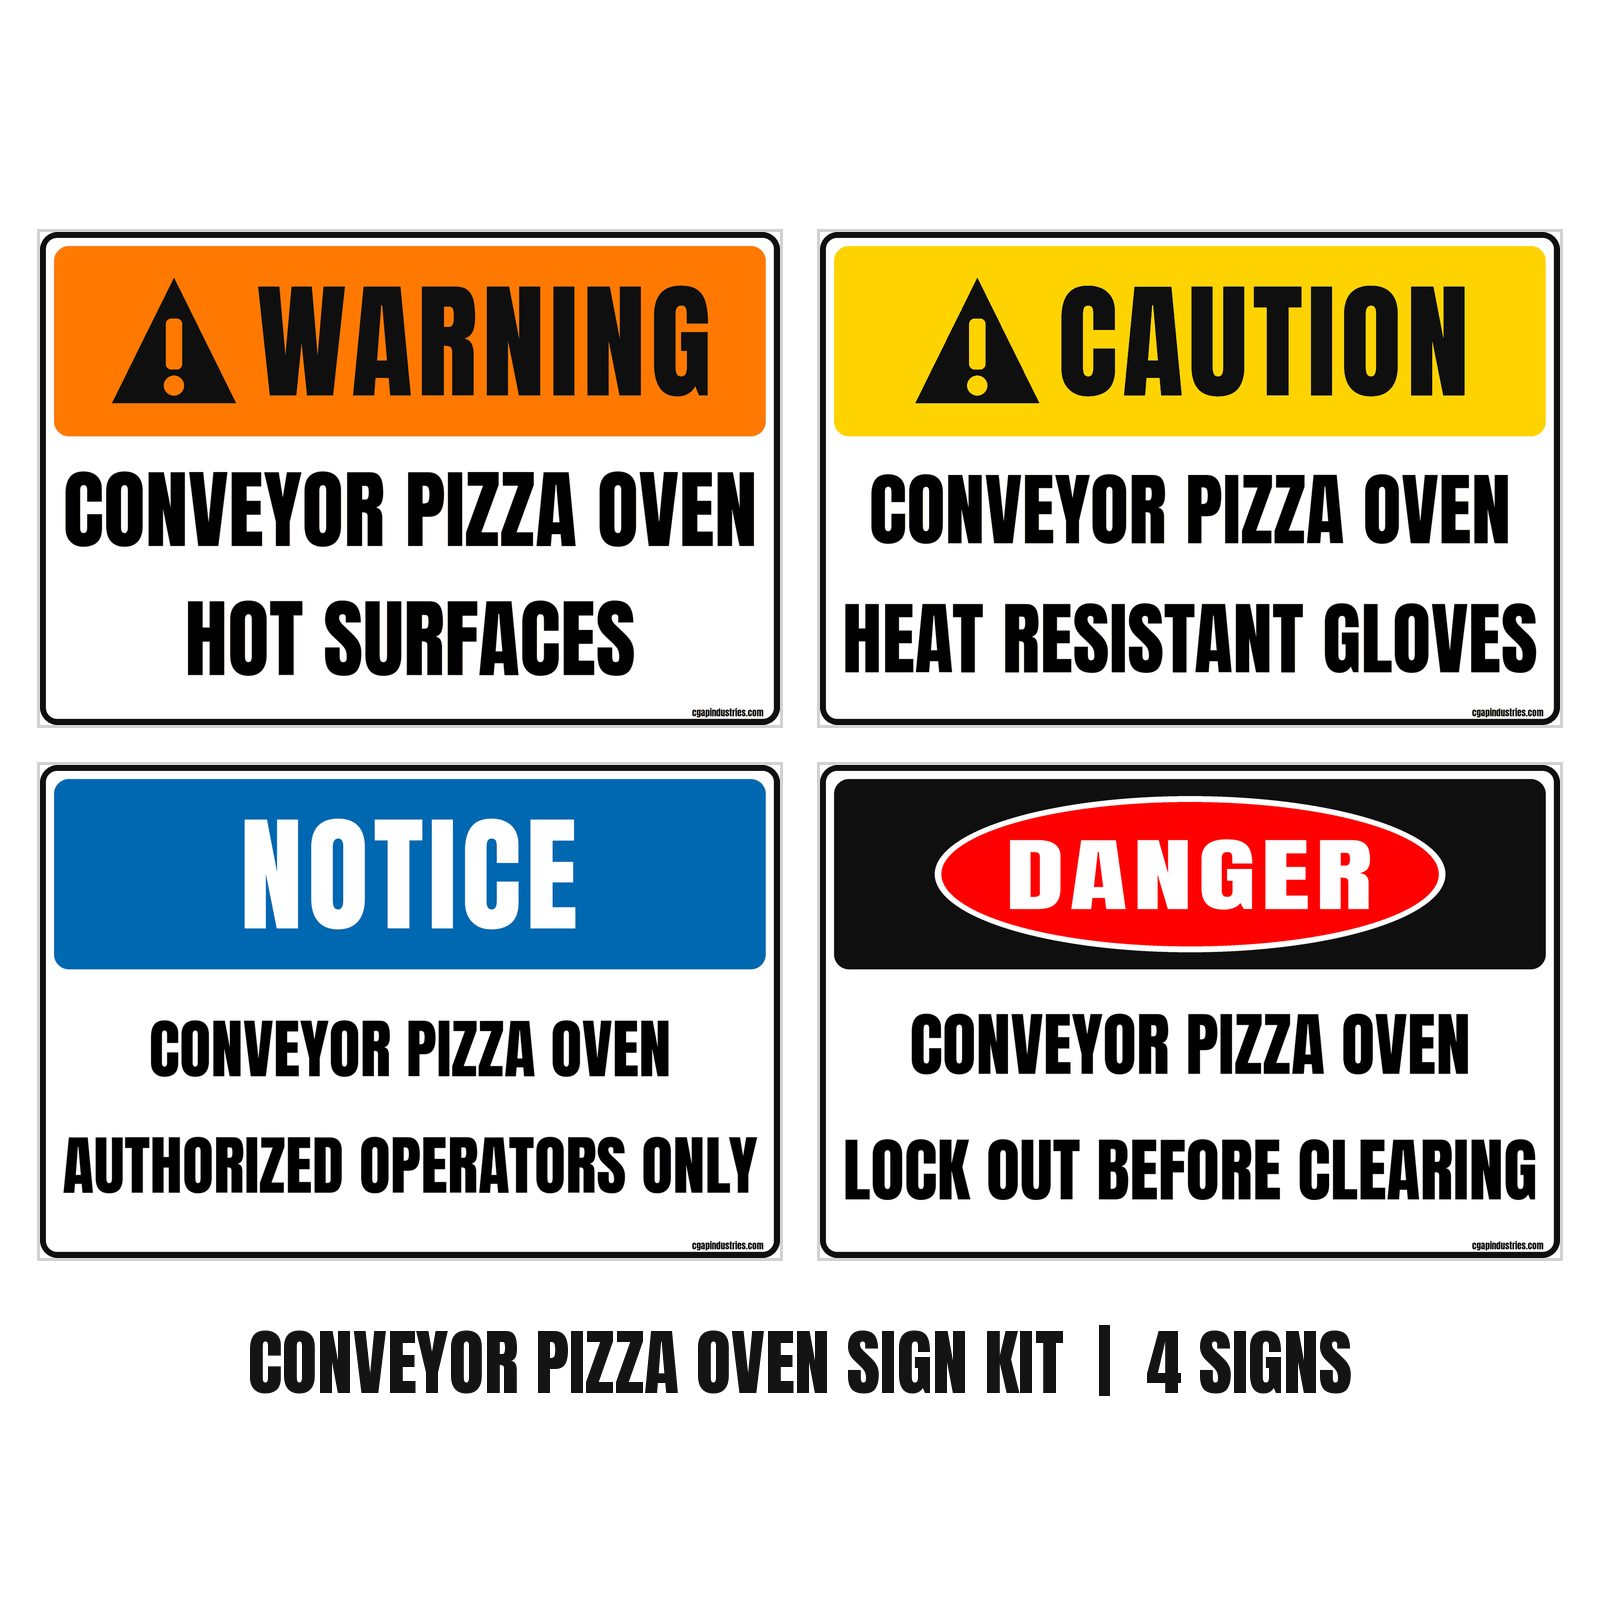 WARNING
CONVEYOR PIZZA OVEN
HOT SURFACES
cgapindustries.com
CAUTION
CONVEYOR PIZZA OVEN
HEAT RESISTANT GLOVES
cgapindustries.com
NOTICE
CONVEYOR PIZZA OVEN
AUTHORIZED OPERATORS ONLY
cgapindustries.com
DANGER
CONVEYOR PIZZA OVEN
LOCK OUT BEFORE CLEARING
cgapindustries.com
CONVEYOR PIZZA OVEN SIGN KIT | 4 SIGNS